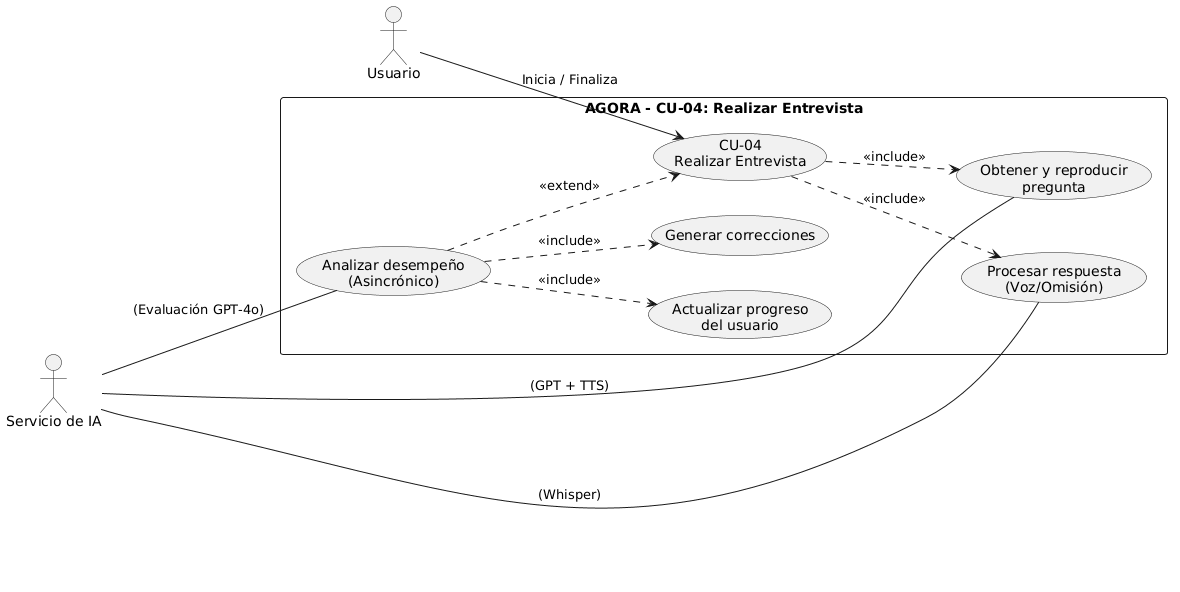 Usuario
Inicia / Finaliza
AGORA - CU-04: Realizar Entrevista
CU-04
Realizar Entrevista
«include»
Obtener y reproducir
pregunta
«extend»
«include»
«include»
Generar correcciones
Analizar desempeño
(Asincrónico)
Procesar respuesta
(Voz/Omisión)
«include»
Actualizar progreso
del usuario
(Evaluación GPT-4o)
(GPT + TTS)
Servicio de IA
(Whisper)